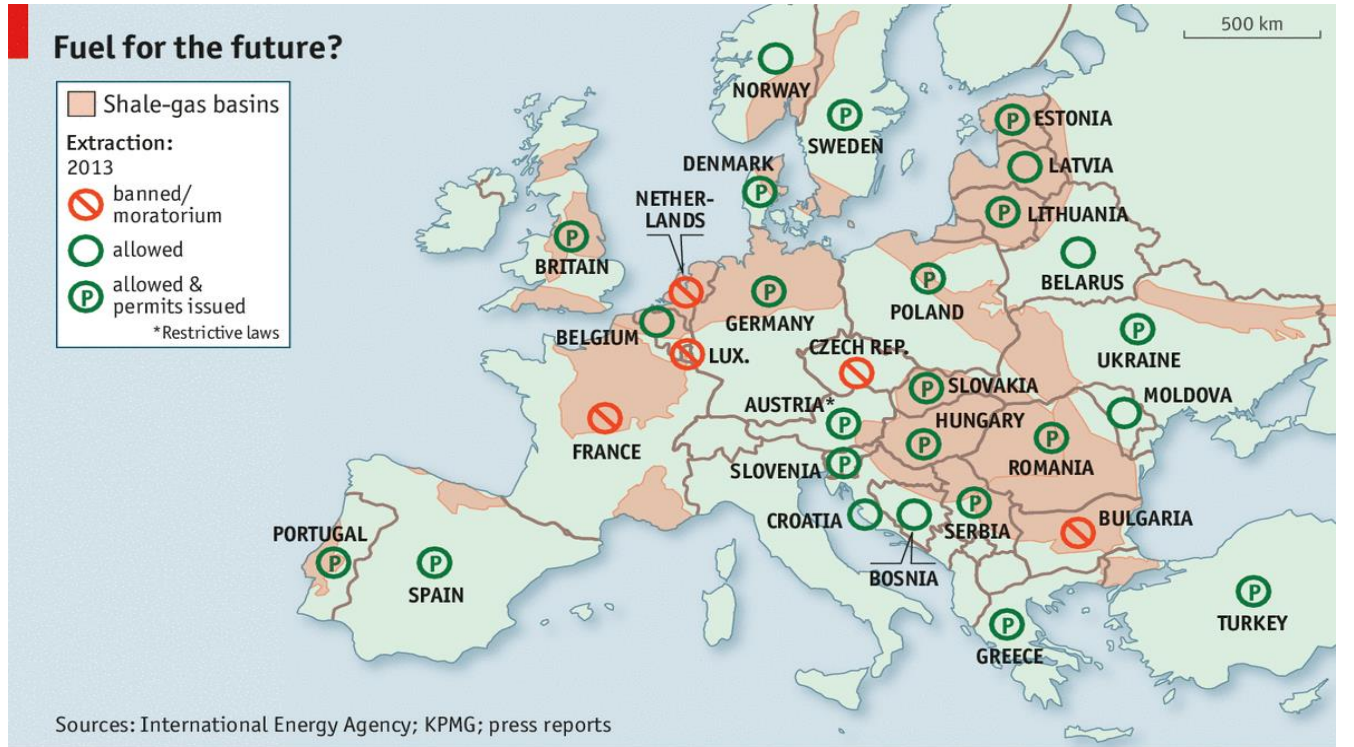 Fuel for the future?
500 km
Shale-gas basins
Extraction:
2013
banned/
moratorium
allowed
P
allowed &
permits issued
*Restrictive laws
NORWAY
P
SWEDEN
P
ESTONIA
LATVIA
P
LITHUANIA
DENMARK
P
NETHER-
LANDS
P
BRITAIN
BELARUS
P
POLAND
P
GERMANY
BELGIUM
LUX.
CZECH REP.
P
UKRAINE
P
SLOVAKIA
MOLDOVA
AUSTRIA*
P
HUNGARY
P
P
ROMANIA
FRANCE
SLOVENIA
P
CROATIA
BOSNIA
P
SERBIA
BULGARIA
PORTUGAL
P
P
SPAIN
P
GREECE
P
TURKEY
Sources: International Energy Agency; KPMG; press reports